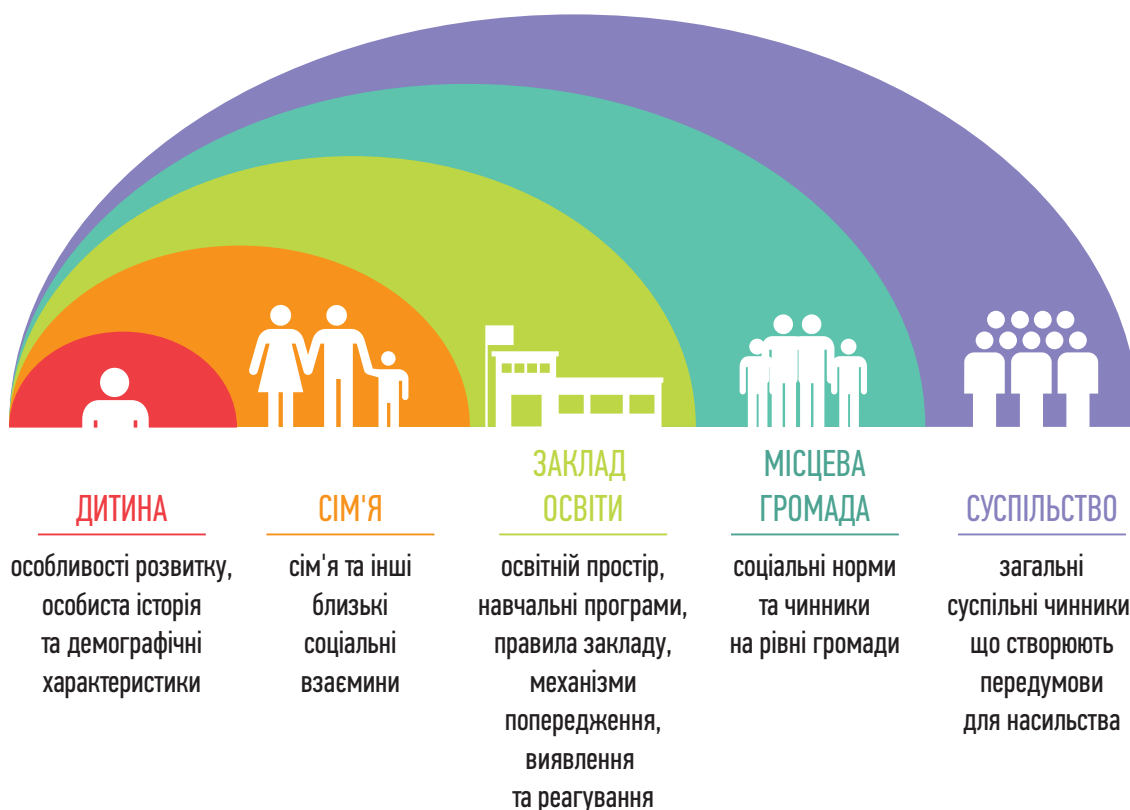 ДИТИНА
особливості розвитку,
особиста історія
та демографічні
характеристики
СІМ'Я
сім'я та інші
близькі
соціальні
взаємини
ЗАКЛАД
ОСВІТИ
освітній простір,
навчальні програми,
правила закладу,
механізми
попередження,
виявлення
та реагування
МІСЦЕВА
ГРОМАДА
соціальні норми
та чинники
на рівні громади
СУСПІЛЬСТВО
загальні
суспільні чинники
що створюють
передумови
для насильства